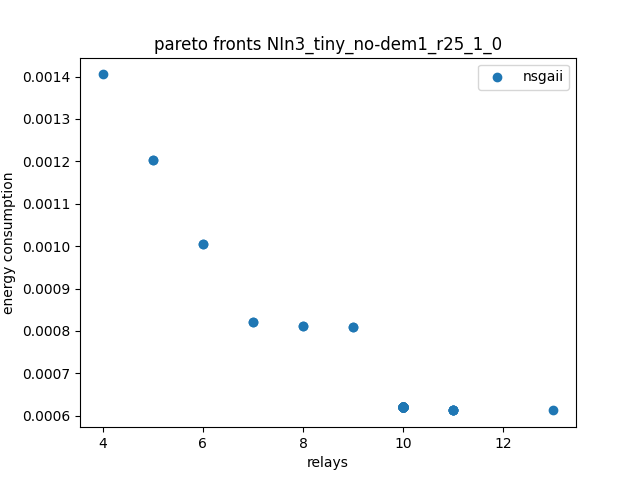 pareto fronts NIn3_tiny_no-dem1_r25_1_0
nsgaii
energy consumption
0.0014
0.0013
0.0012
0.0011
0.0010
0.0009
0.0008
0.0007
0.0006
4 6 8 10 12
relays